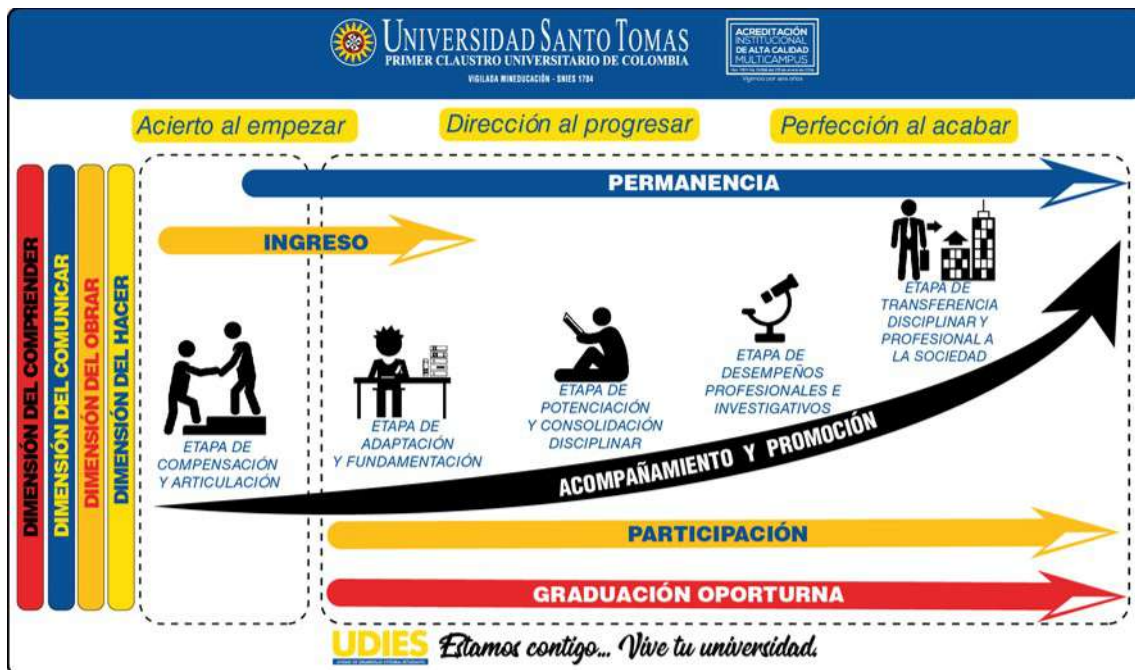 UNIVERSIDAD SANTO TOMAS
PRIMER CLAUSTRO UNIVERSITARIO DE COLOMBIA
VIGILADA MINEDUCACIÓN - SNIES 1704
ACREDITACIÓN
INSTITUCIONAL
DE ALTA CALIDAD
MULTICAMPUS
Acierto al empezar
Dirección al progresar
Perfección al acabar
DIMENSIÓN DEL COMPRENDER
DIMENSIÓN DEL COMUNICAR
DIMENSIÓN DEL OBRAR
DIMENSIÓN DEL HACER
PERMANENCIA
INGRESO
ETAPA DE
COMPENSACIÓN
Y ARTICULACIÓN
ETAPA DE
ADAPTACIÓN
Y FUNDAMENTACIÓN
ETAPA DE
POTENCIACIÓN
Y CONSOLIDACIÓN
DISCIPLINAR
ETAPA DE
DESEMPEÑOS
PROFESIONALES E
INVESTIGATIVOS
ETAPA DE
TRANSFERENCIA
DISCIPLINAR Y
PROFESIONAL A
LA SOCIEDAD
ACOMPAÑAMIENTO Y PROMOCIÓN
PARTICIPACIÓN
GRADUACIÓN OPORTURNA
UDIES
Estamos contigo... Vive tu universidad.